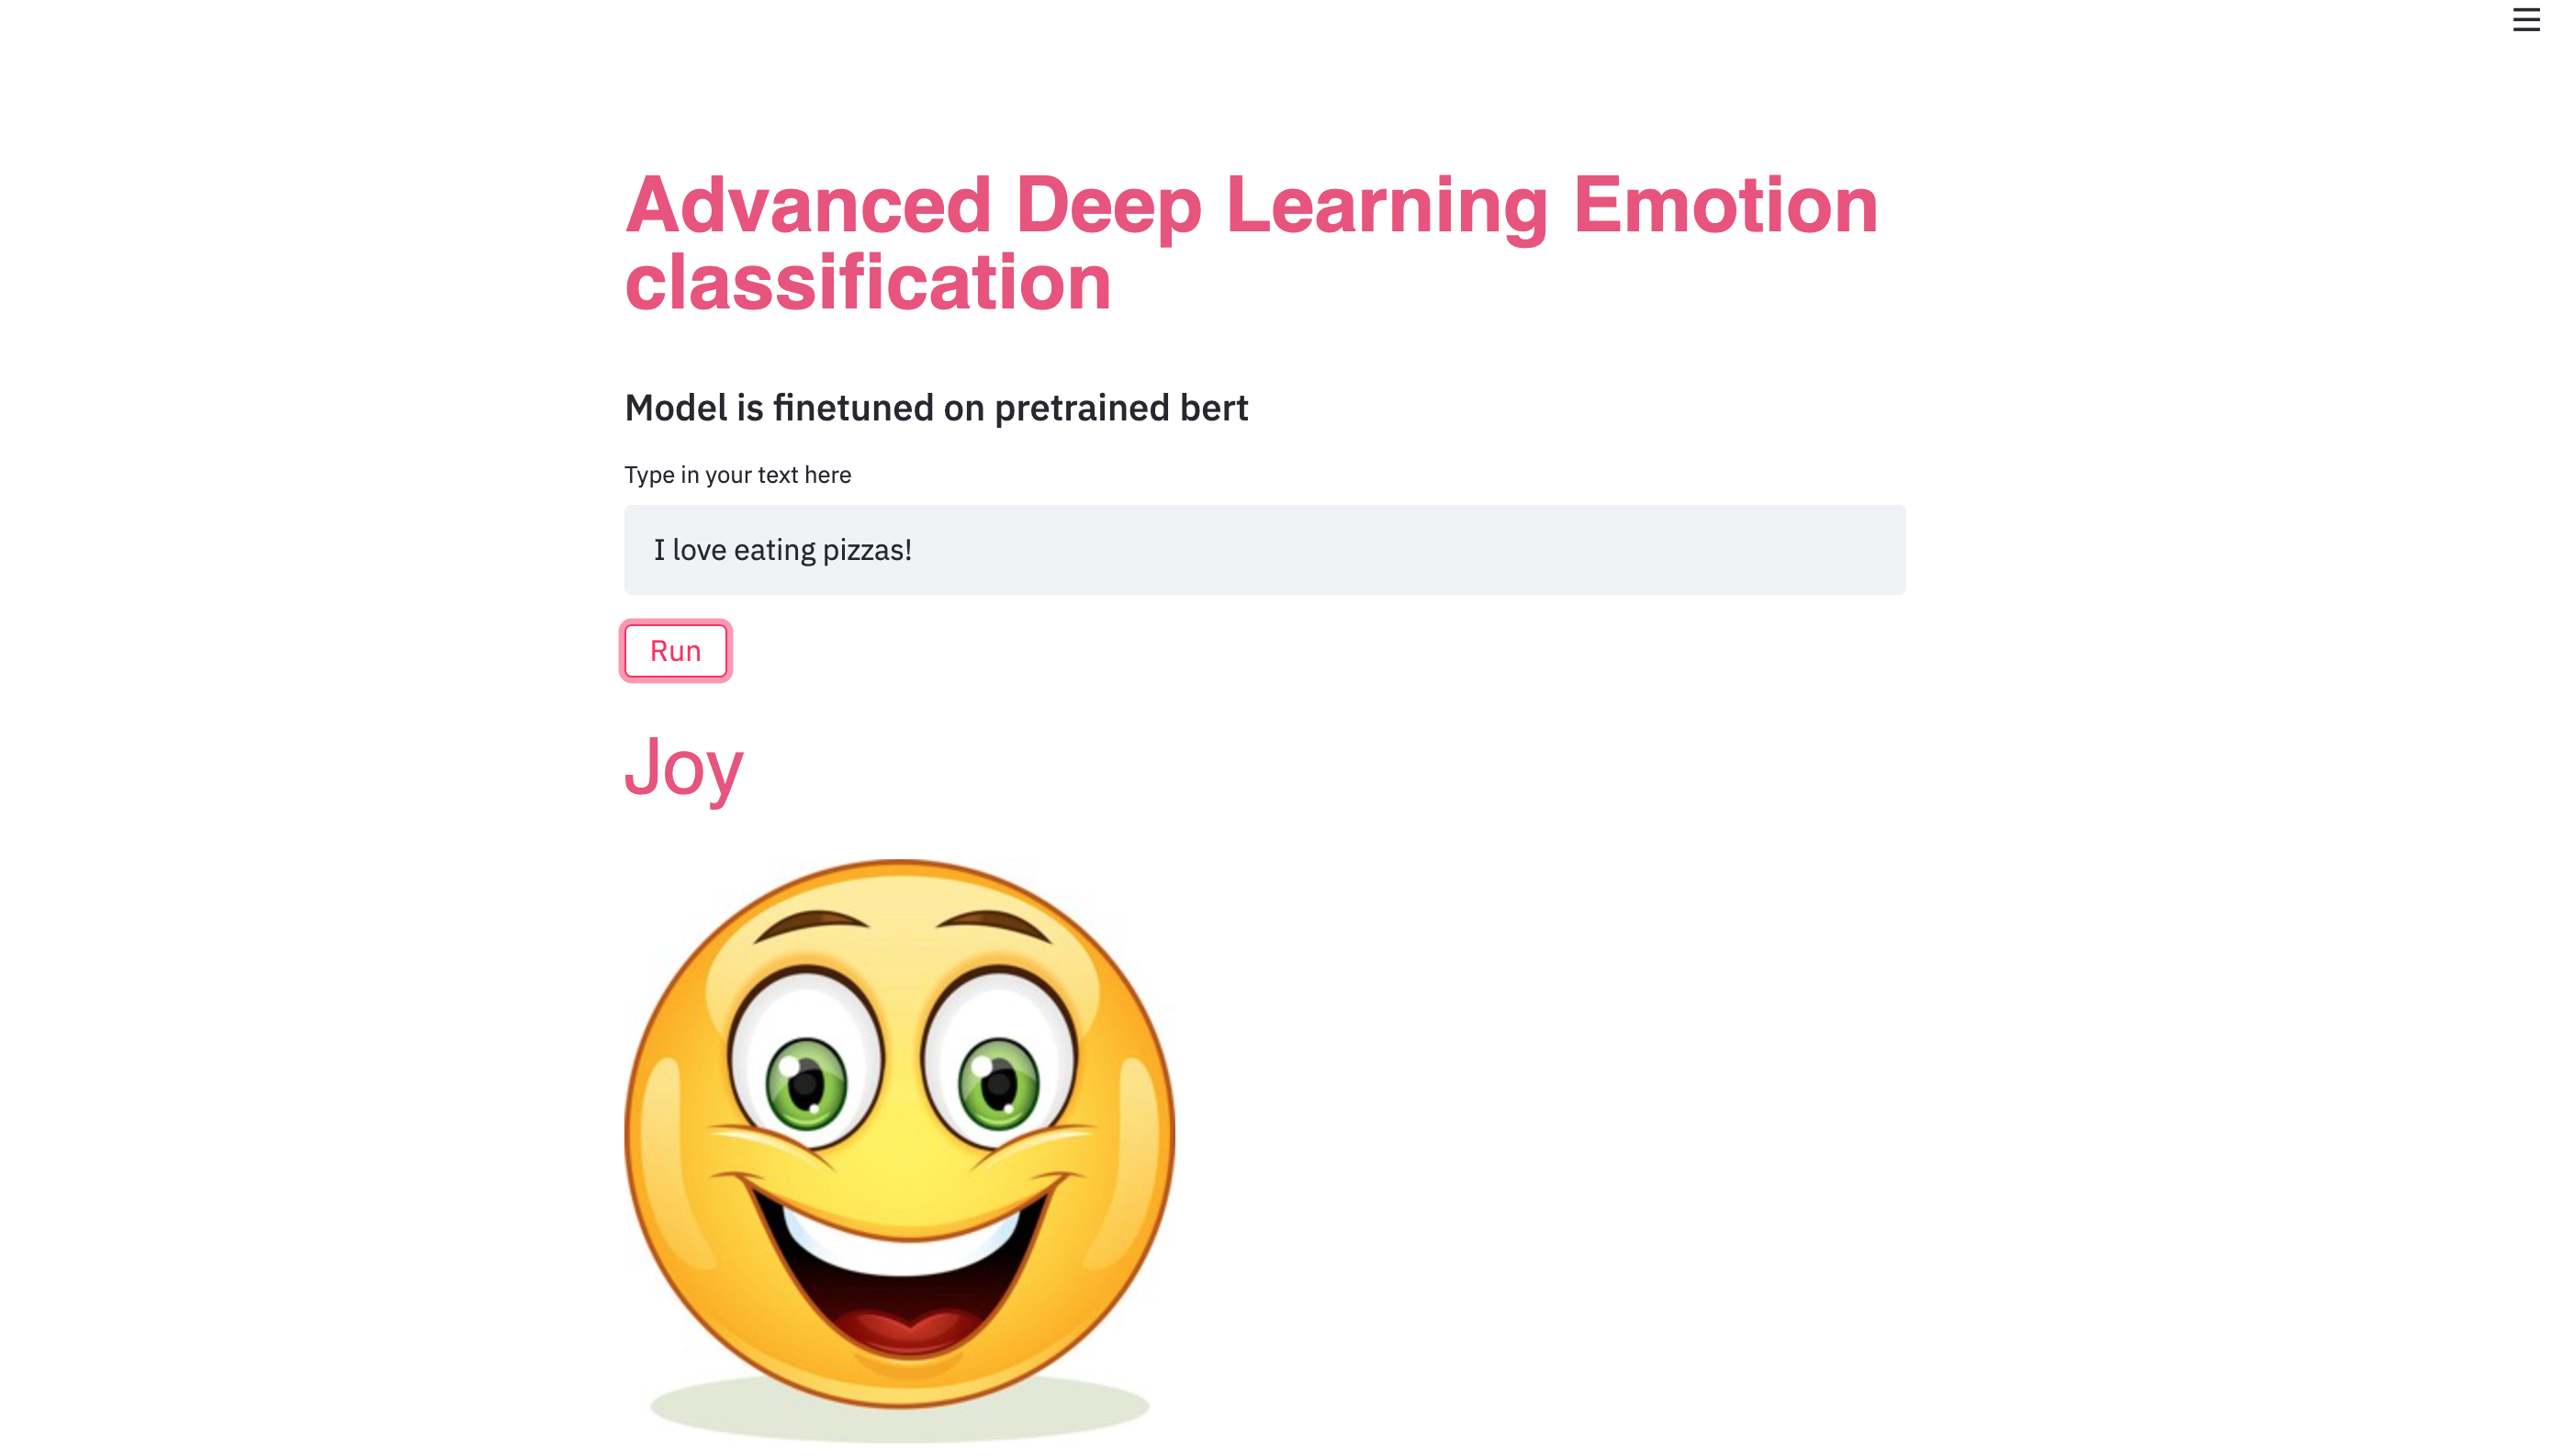 Advanced Deep Learning Emotion
classification
Model is finetuned on pretrained bert
Type in your text here
I love eating pizzas!
Run
Joy